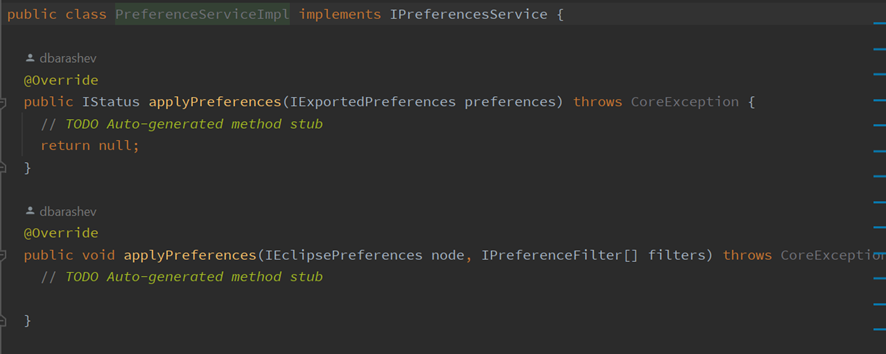 public class PreferenceServiceImpl implements IPreferencesService {
dbarashev
@Override
public IStatus applyPreferences(IExportedPreferences preferences) throws CoreException {
// TODO Auto-generated method stub
return null;
}
dbarashev
@Override
public void applyPreferences(IEclipsePreferences node, IPreferenceFilter[] filters) throws CoreException
// TODO Auto-generated method stub
}